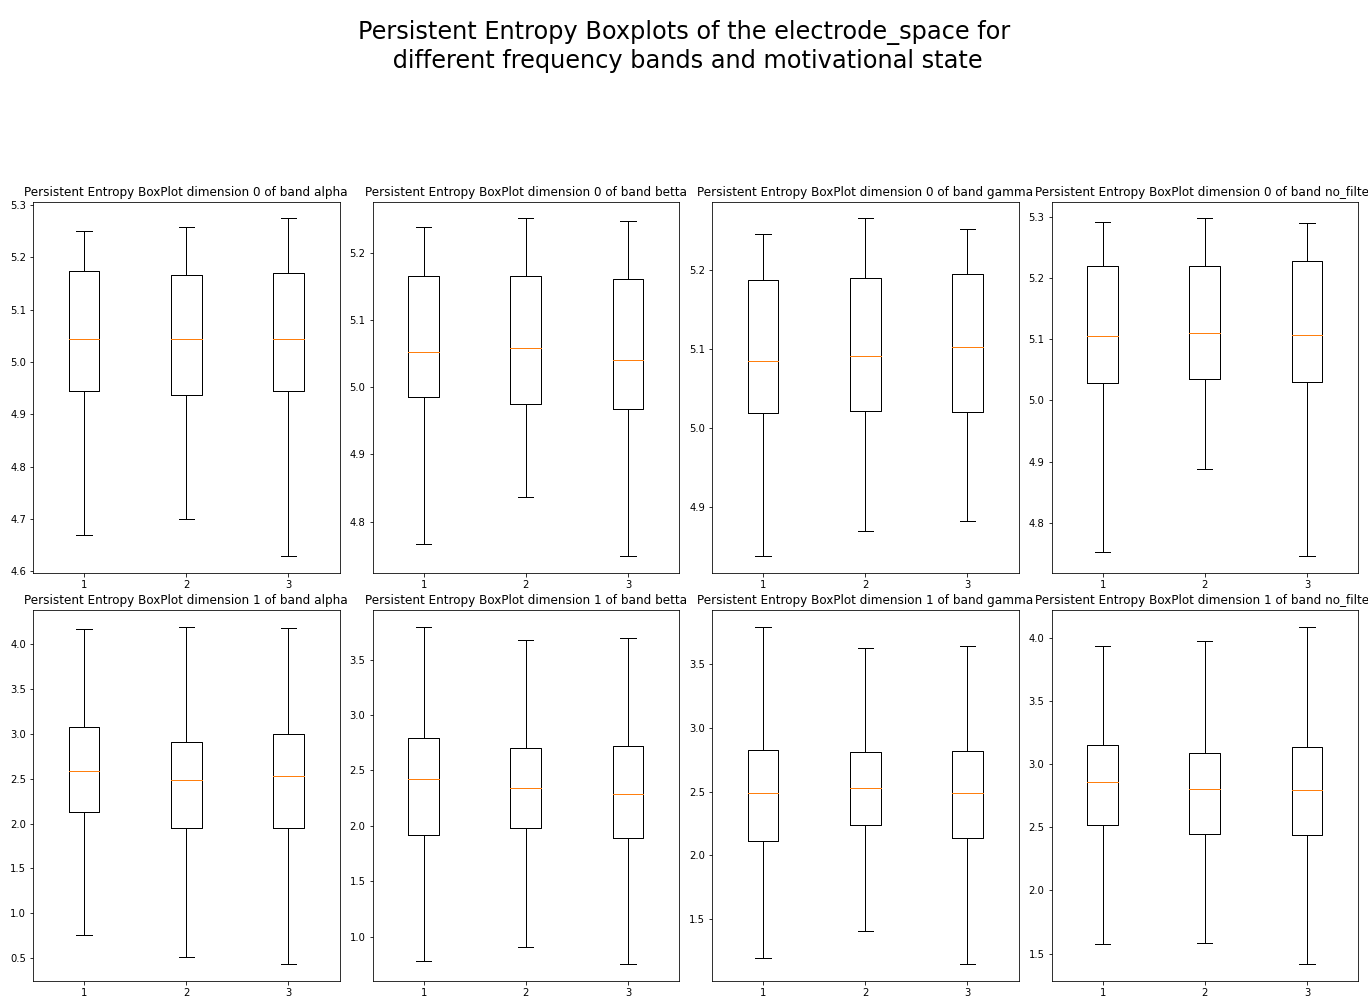 Persistent Entropy Boxplots of the electrode_space for
different frequency bands and motivational state
Persistent Entropy BoxPlot dimension 0 of band alpha
5.3
5.2
5.1
5.0
4.9
4.8
4.7
4.6
1 2 3
Persistent Entropy BoxPlot dimension 0 of band betta
5.2
5.1
5.0
4.9
4.8
1 2 3
Persistent Entropy BoxPlot dimension 0 of band gamma
5.2
5.1
5.0
4.9
1 2 3
Persistent Entropy BoxPlot dimension 0 of band no_filte
5.3
5.2
5.1
5.0
4.9
4.8
1 2 3
Persistent Entropy BoxPlot dimension 1 of band alpha
4.0
3.5
3.0
2.5
2.0
1.5
1.0
0.5
1 2 3
Persistent Entropy BoxPlot dimension 1 of band betta
3.5
3.0
2.5
2.0
1.5
1.0
1 2 3
Persistent Entropy BoxPlot dimension 1 of band gamma
3.5
3.0
2.5
2.0
1.5
1 2 3
Persistent Entropy BoxPlot dimension 1 of band no_filte
4.0
3.5
3.0
2.5
2.0
1.5
1 2 3